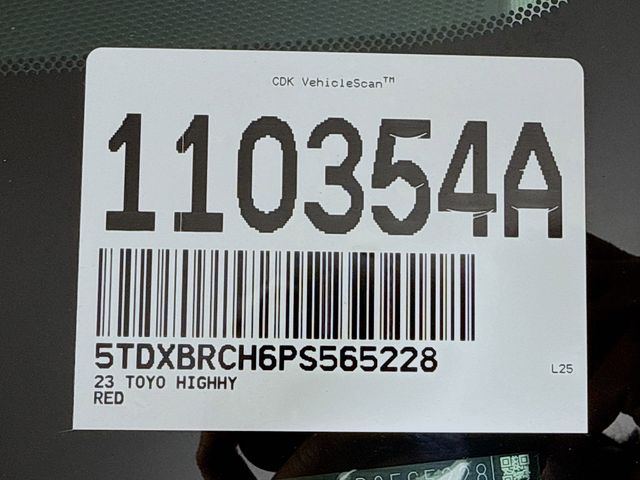 CDK VehicleScan™
110354A
5TDXBRCH6PS565228
L25
23 TOYO HIGHHY
RED